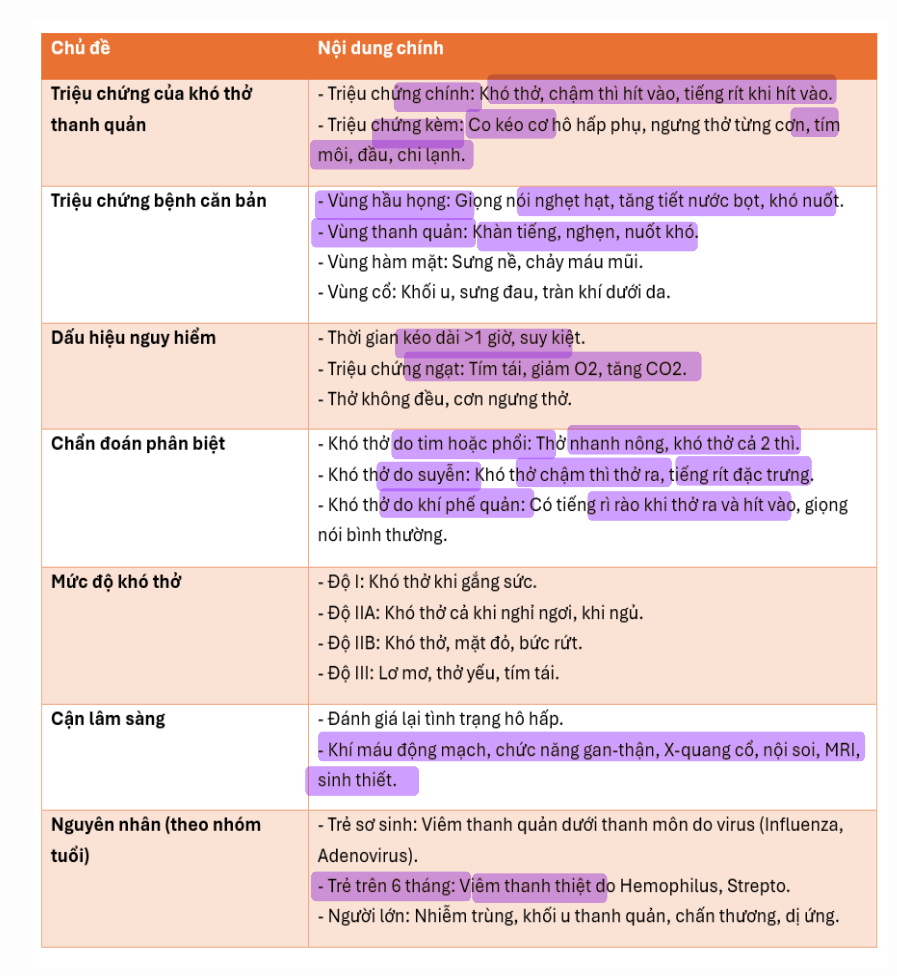 Chủ đề
Nội dung chính
Triệu chứng của khó thở
thanh quản
- Triệu chứng chính: Khó thở, chậm thì hít vào, tiếng rít khi hít vào.
- Triệu chứng kèm: Co kéo cơ hô hấp phụ, ngưng thở từng cơn, tím
môi, đầu, chi lạnh.
Triệu chứng bệnh căn bản
- Vùng hầu họng: Giọng nói nghẹt hạt, tăng tiết nước bọt, khó nuốt.
- Vùng thanh quản: Khàn tiếng, nghẹn, nuốt khó.
- Vùng hàm mặt: Sưng nề, chảy máu mũi.
- Vùng cổ: Khối u, sưng đau, tràn khí dưới da.
Dấu hiệu nguy hiểm
- Thời gian kéo dài >1 giờ, suy kiệt.
- Triệu chứng ngạt: Tím tái, giảm O2, tăng CO2.
- Thở không đều, cơn ngưng thở.
Chẩn đoán phân biệt
- Khó thở do tim hoặc phổi: Thở nhanh nông, khó thở cả 2 thì.
- Khó thở do suyễn: Khó thở chậm thì thở ra, tiếng rít đặc trưng.
- Khó thở do khí phế quản: Có tiếng rì rào khi thở ra và hít vào, giọng
nói bình thường.
Mức độ khó thở
- Độ I: Khó thở khi gắng sức.
- Độ IIA: Khó thở cả khi nghỉ ngơi, khi ngủ.
- Độ IIB: Khó thở, mặt đỏ, bức rứt.
- Độ III: Lơ mơ, thở yếu, tím tái.
Cận lâm sàng
- Đánh giá lại tình trạng hô hấp.
- Khí máu động mạch, chức năng gan-thận, X-quang cổ, nội soi, MRI,
sinh thiết.
Nguyên nhân (theo nhóm
tuổi)
- Trẻ sơ sinh: Viêm thanh quản dưới thanh môn do virus (Influenza,
Adenovirus).
- Trẻ trên 6 tháng: Viêm thanh thiệt do Hemophilus, Strepto.
- Người lớn: Nhiễm trùng, khối u thanh quản, chấn thương, dị ứng.